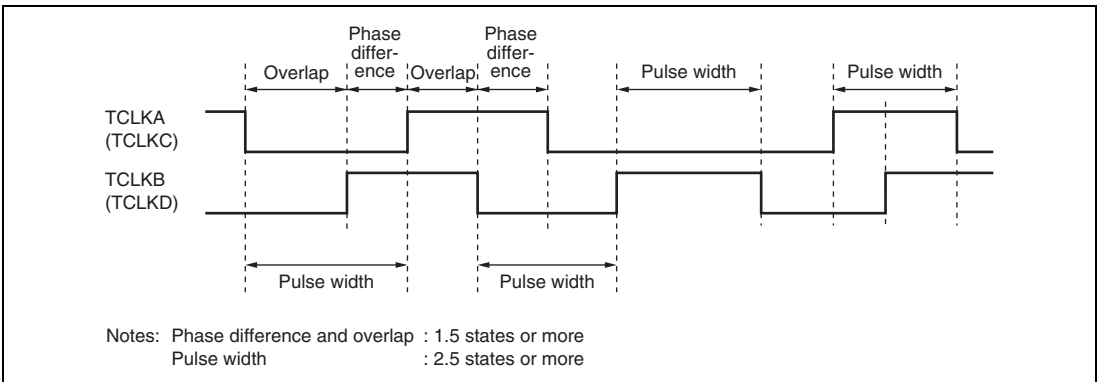 Phase
differ-
ence
Phase
differ-
ence
Overlap
Overlap
Pulse width
Pulse width
TCLKA
(TCLKC)
TCLKB
(TCLKD)
Pulse width
Pulse width
Notes: Phase difference and overlap : 1.5 states or more
Pulse width : 2.5 states or more